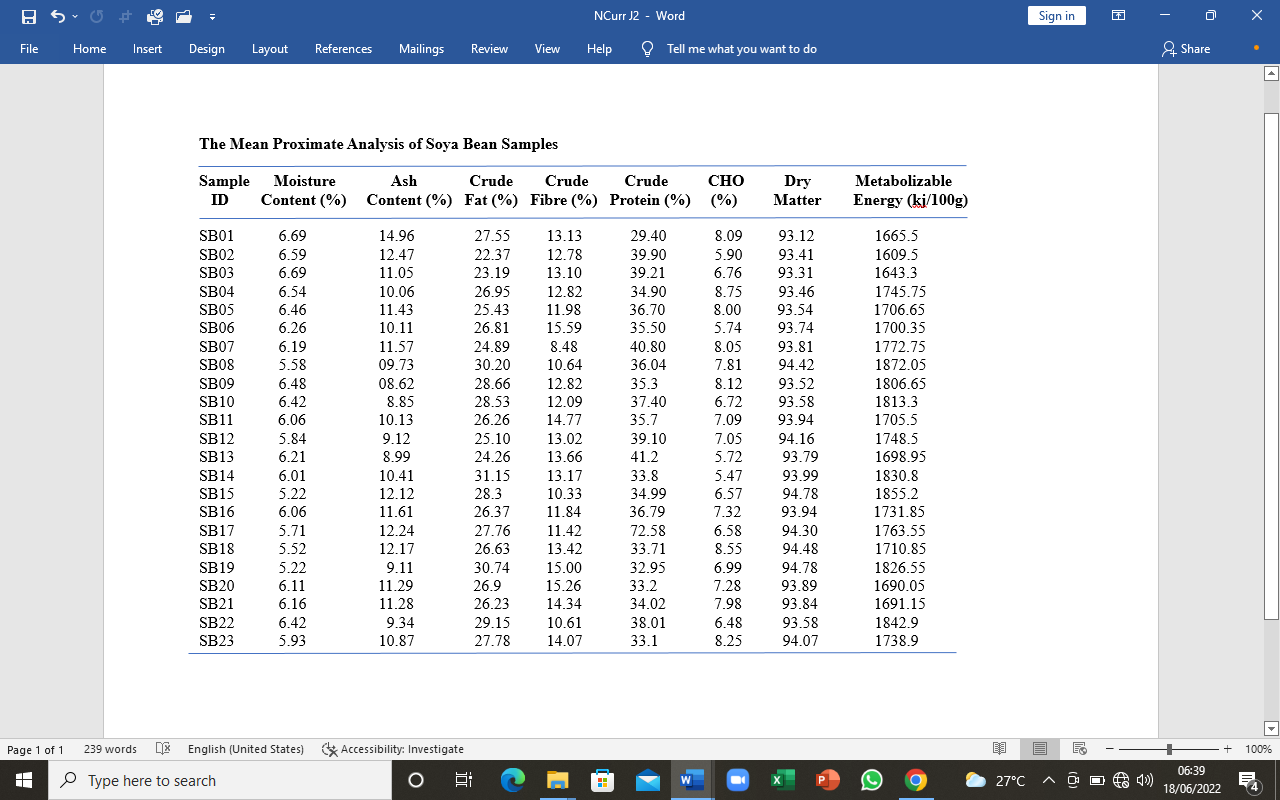 NCurr J2 - Word
Sign in
File Home Insert Design Layout References Mailings Review View Help Tell me what you want to do Share
The Mean Proximate Analysis of Soya Bean Samples
Sample Moisture Ash Crude Crude Crude CHO Dry Metabolizable
ID Content (%) Content (%) Fat (%) Fibre (%) Protein (%) (%) Matter Energy (kj/100g)
SB01 6.69 14.96 27.55 13.13 29.40 8.09 93.12 1665.5
SB02 6.59 12.47 22.37 12.78 39.90 5.90 93.41 1609.5
SB03 6.69 11.05 23.19 13.10 39.21 6.76 93.31 1643.3
SB04 6.54 10.06 26.95 12.82 34.90 8.75 93.46 1745.75
SB05 6.46 11.43 25.43 11.98 36.70 8.00 93.54 1706.65
SB06 6.26 10.11 26.81 15.59 35.50 5.74 93.74 1700.35
SB07 6.19 11.57 24.89 8.48 40.80 8.05 93.81 1772.75
SB08 5.58 09.73 30.20 10.64 36.04 7.81 94.42 1872.05
SB09 6.48 08.62 28.66 12.82 35.3 8.12 93.52 1806.65
SB10 6.42 8.85 28.53 12.09 37.40 6.72 93.58 1813.3
SB11 6.06 10.13 26.26 14.77 35.7 7.09 93.94 1705.5
SB12 5.84 9.12 25.10 13.02 39.10 7.05 94.16 1748.5
SB13 6.21 8.99 24.26 13.66 41.2 5.72 93.79 1698.95
SB14 6.01 10.41 31.15 13.17 33.8 5.47 93.99 1830.8
SB15 5.22 12.12 28.3 10.33 34.99 6.57 94.78 1855.2
SB16 6.06 11.61 26.37 11.84 36.79 7.32 93.94 1731.85
SB17 5.71 12.24 27.76 11.42 72.58 6.58 94.30 1763.55
SB18 5.52 12.17 26.63 13.42 33.71 8.55 94.48 1710.85
SB19 5.22 9.11 30.74 15.00 32.95 6.99 94.78 1826.55
SB20 6.11 11.29 26.9 15.26 33.2 7.28 93.89 1690.05
SB21 6.16 11.28 26.23 14.34 34.02 7.98 93.84 1691.15
SB22 6.42 9.34 29.15 10.61 38.01 6.48 93.58 1842.9
SB23 5.93 10.87 27.78 14.07 33.1 8.25 94.07 1738.9
Page 1 of 1 239 words English (United States) Accessibility: Investigate 100%
Type here to search 27°C 06:39
18/06/2022 4